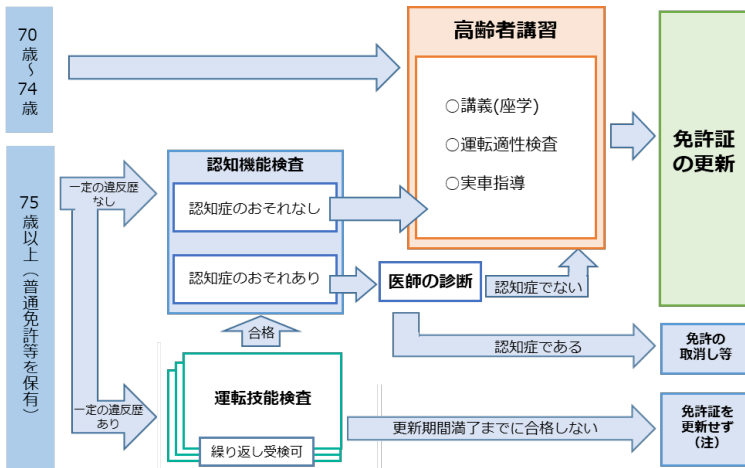 70歳～74歳
高齢者講習
○講義(座学)
○運転適性検査
○実車指導
免許証
の更新
75歳以上（普通免許等を保有）
一定の違反歴
なし
認知機能検査
認知症のおそれなし
認知症のおそれあり
医師の診断
認知症でない
合格
認知症である
免許の
取消し等
一定の違反歴
あり
運転技能検査
繰り返し受検可
更新期間満了までに合格しない
免許証を
更新せず
（注）